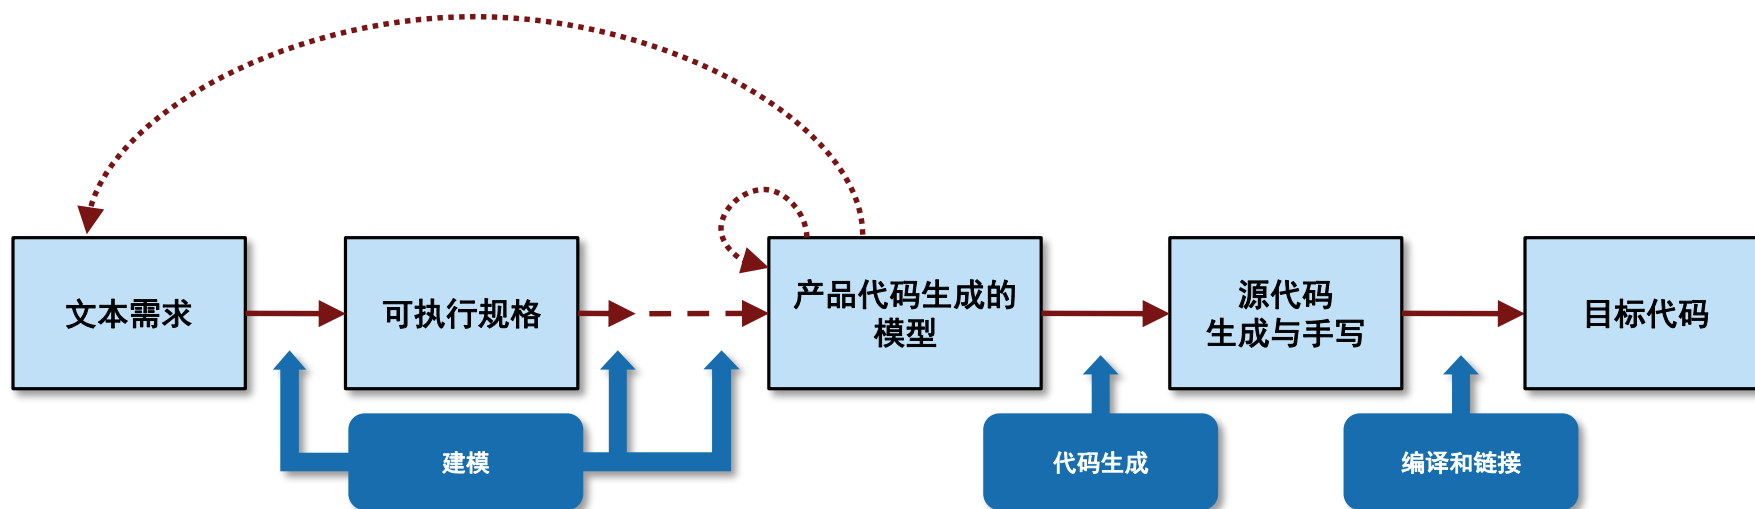 文本需求
可执行规格
产品代码生成的
模型
源代码
生成与手写
目标代码
建模
代码生成
编译和链接